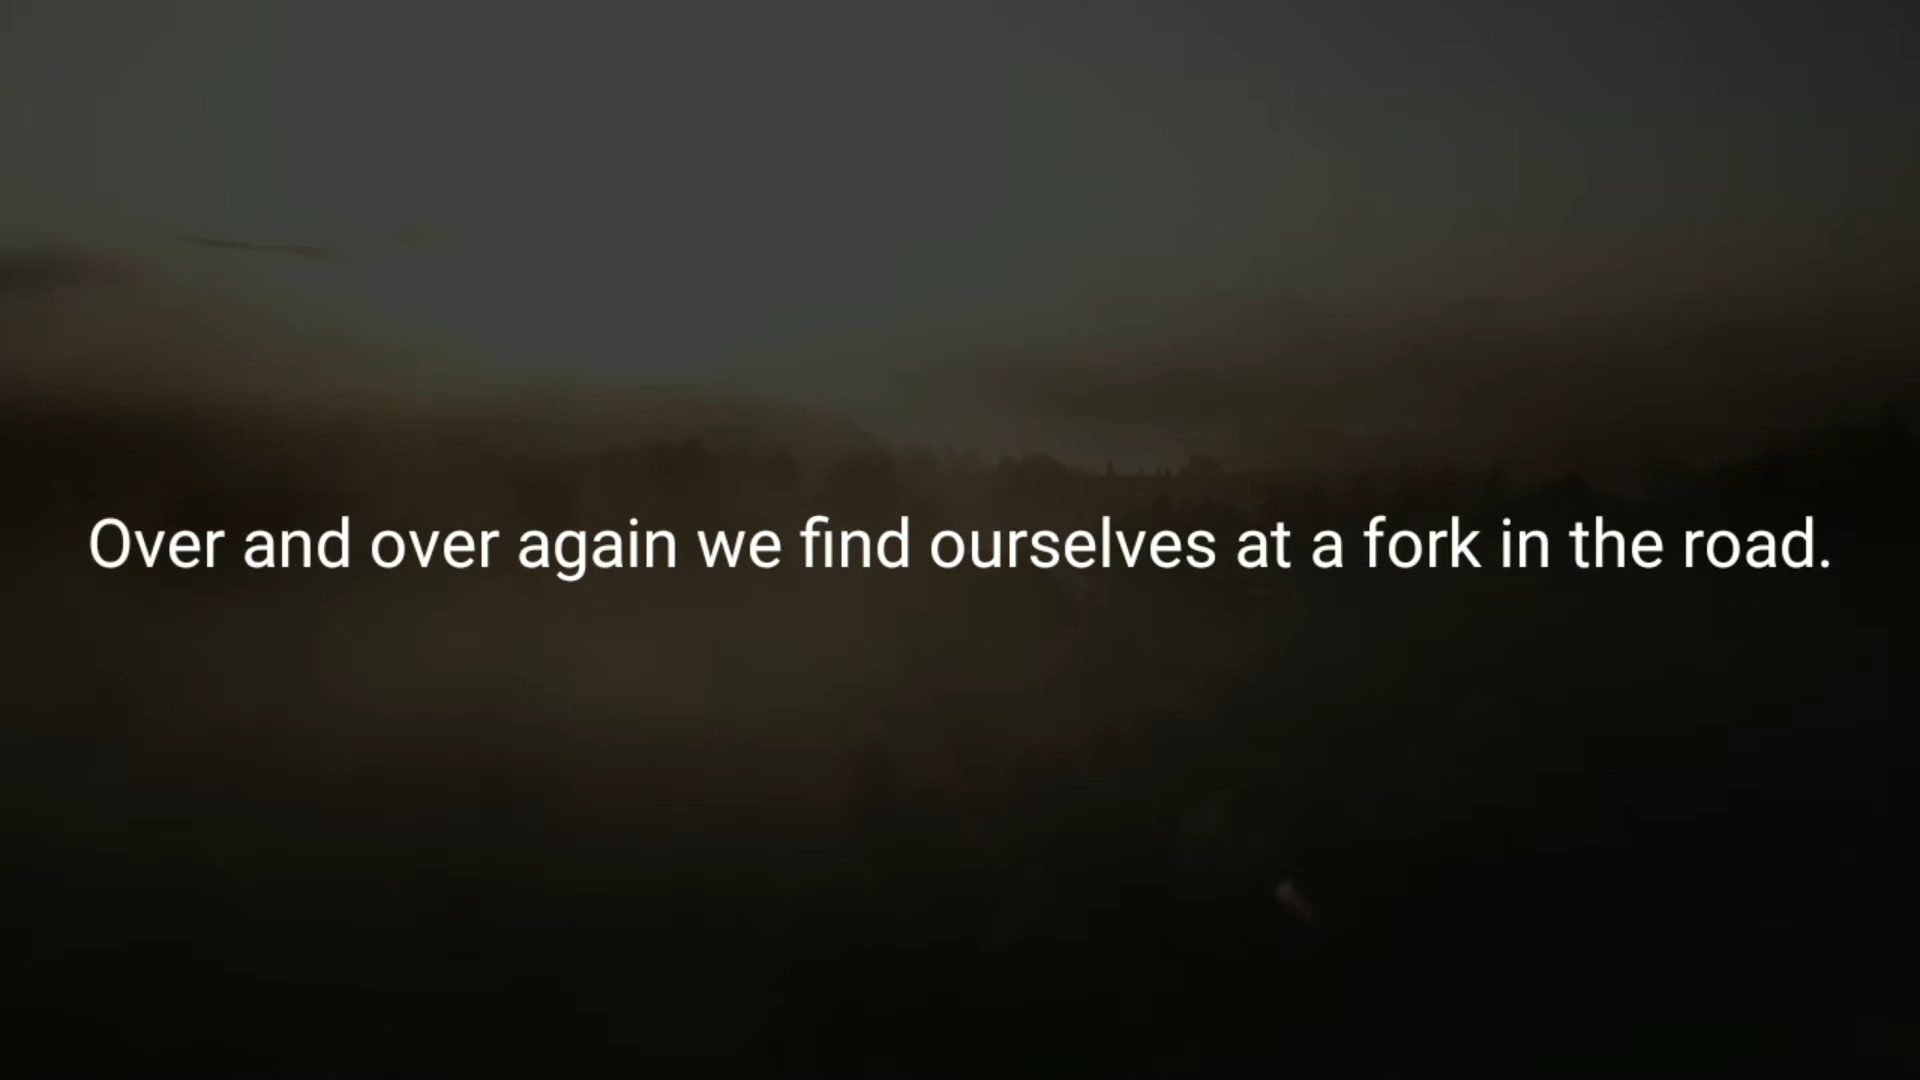 Over and over again we find ourselves at a fork in the road.